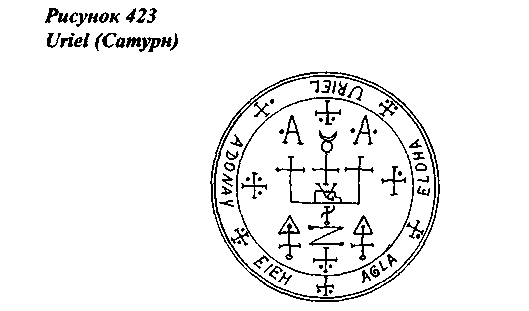 Рисунок 423
Uriel (Сатурн)
URIEL
ELOHA
AGLA
EIEH
ADONAY
A A